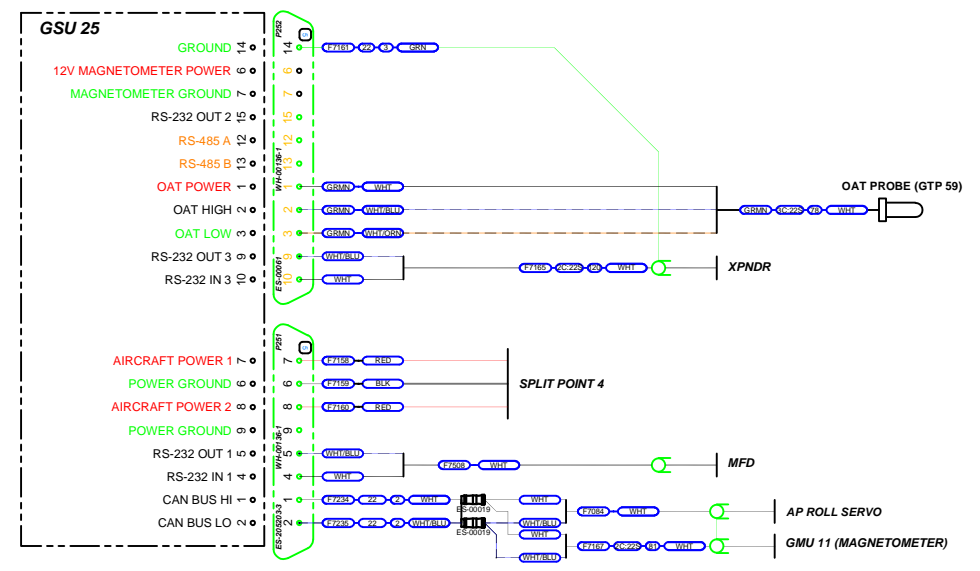 GSU 25
P252
5
GROUND 14 14 F7161 22 3 GRN
12V MAGNETOMETER POWER 6 6
MAGNETOMETER GROUND 7 7
RS-232 OUT 2 15 15
RS-485 A 12 12
RS-485 B 13 13
WH-00136-1
OAT POWER 1 1 GRMN WHT
OAT PROBE (GTP 59)
OAT HIGH 2 2 GRMN WHT/BLU GRMN 3C:22S 78 WHT
OAT LOW 3 3 GRMN WHT/ORN
RS-232 OUT 3 9 9 WHT/BLU
F7165 2C:22S 120 WHT XPNDR
RS-232 IN 3 10 10 WHT
ES-00061
P251
5
AIRCRAFT POWER 1 7 7 F7158 RED
POWER GROUND 6 6 F7159 BLK SPLIT POINT 4
AIRCRAFT POWER 2 8 8 F7160 RED
POWER GROUND 9 9
WH-00136-1
RS-232 OUT 1 5 5 WHT/BLU
F7508 WHT MFD
RS-232 IN 1 4 4 WHT
CAN BUS HI 1 1 F7234 22 2 WHT ES-00019 WHT
F7084 WHT AP ROLL SERVO
CAN BUS LO 2 2 F7235 22 2 WHT/BLU ES-00019 WHT/BLU
WHT
F7167 2C:22S 81 WHT GMU 11 (MAGNETOMETER)
WHT/BLU
ES-205203-3